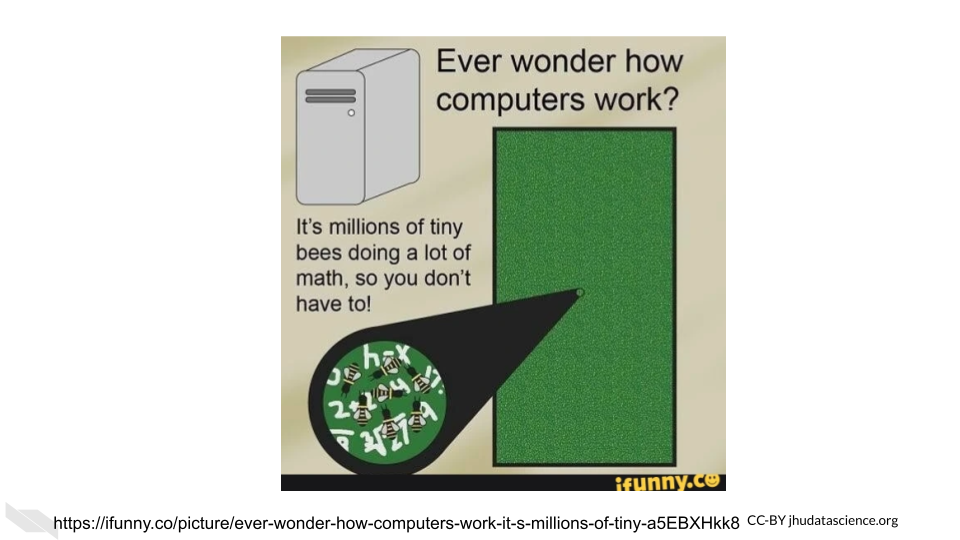 Ever wonder how
computers work?
It's millions of tiny
bees doing a lot of
math, so you don't
have to!
h=x
2+2
y
!?
ifunny.co
https://ifunny.co/picture/ever-wonder-how-computers-work-it-s-millions-of-tiny-a5EBXHkk8
CC-BY jhudatascience.org